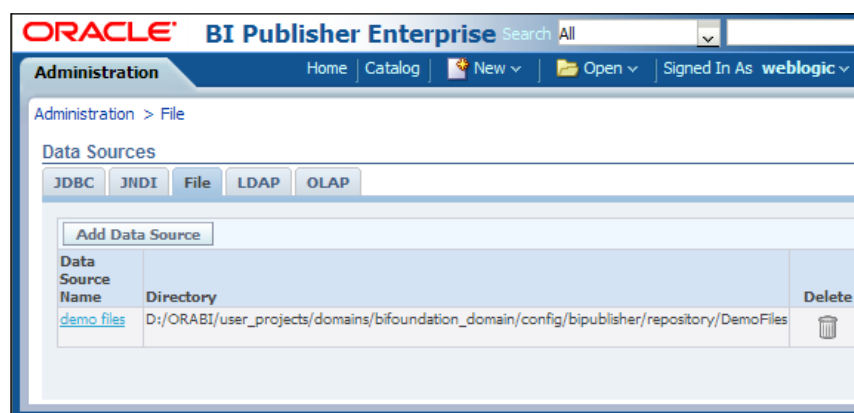 ORACLE BI Publisher Enterprise Search All
Administration Home Catalog New Open Signed In As weblogic
Administration > File
Data Sources
JDBC JNDI File LDAP OLAP
Add Data Source
Data
Source
Name Directory Delete
demo files D:/ORABI/user_projects/domains/bifoundation_domain/config/bipublisher/repository/DemoFiles